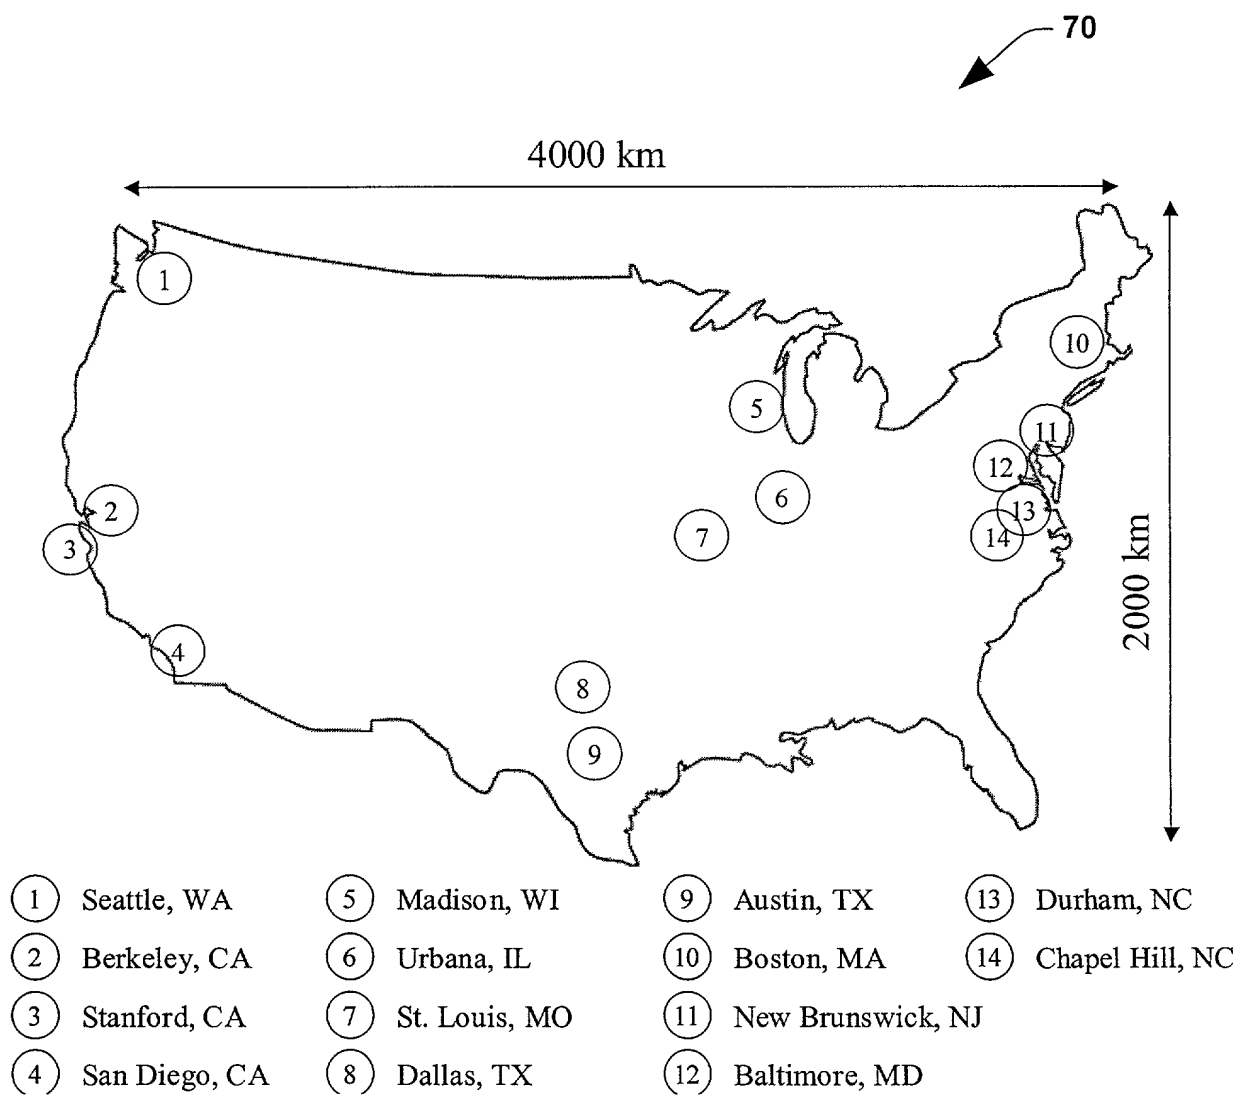 70
4000 km
1
10
5
11
12
6
2
13
14
7
3
2000 km
4
8
9
1 Seattle, WA
2 Berkeley, CA
3 Stanford, CA
4 San Diego, CA
5 Madison, WI
6 Urbana, IL
7 St. Louis, MO
8 Dallas, TX
9 Austin, TX
10 Boston, MA
11 New Brunswick, NJ
12 Baltimore, MD
13 Durham, NC
14 Chapel Hill, NC